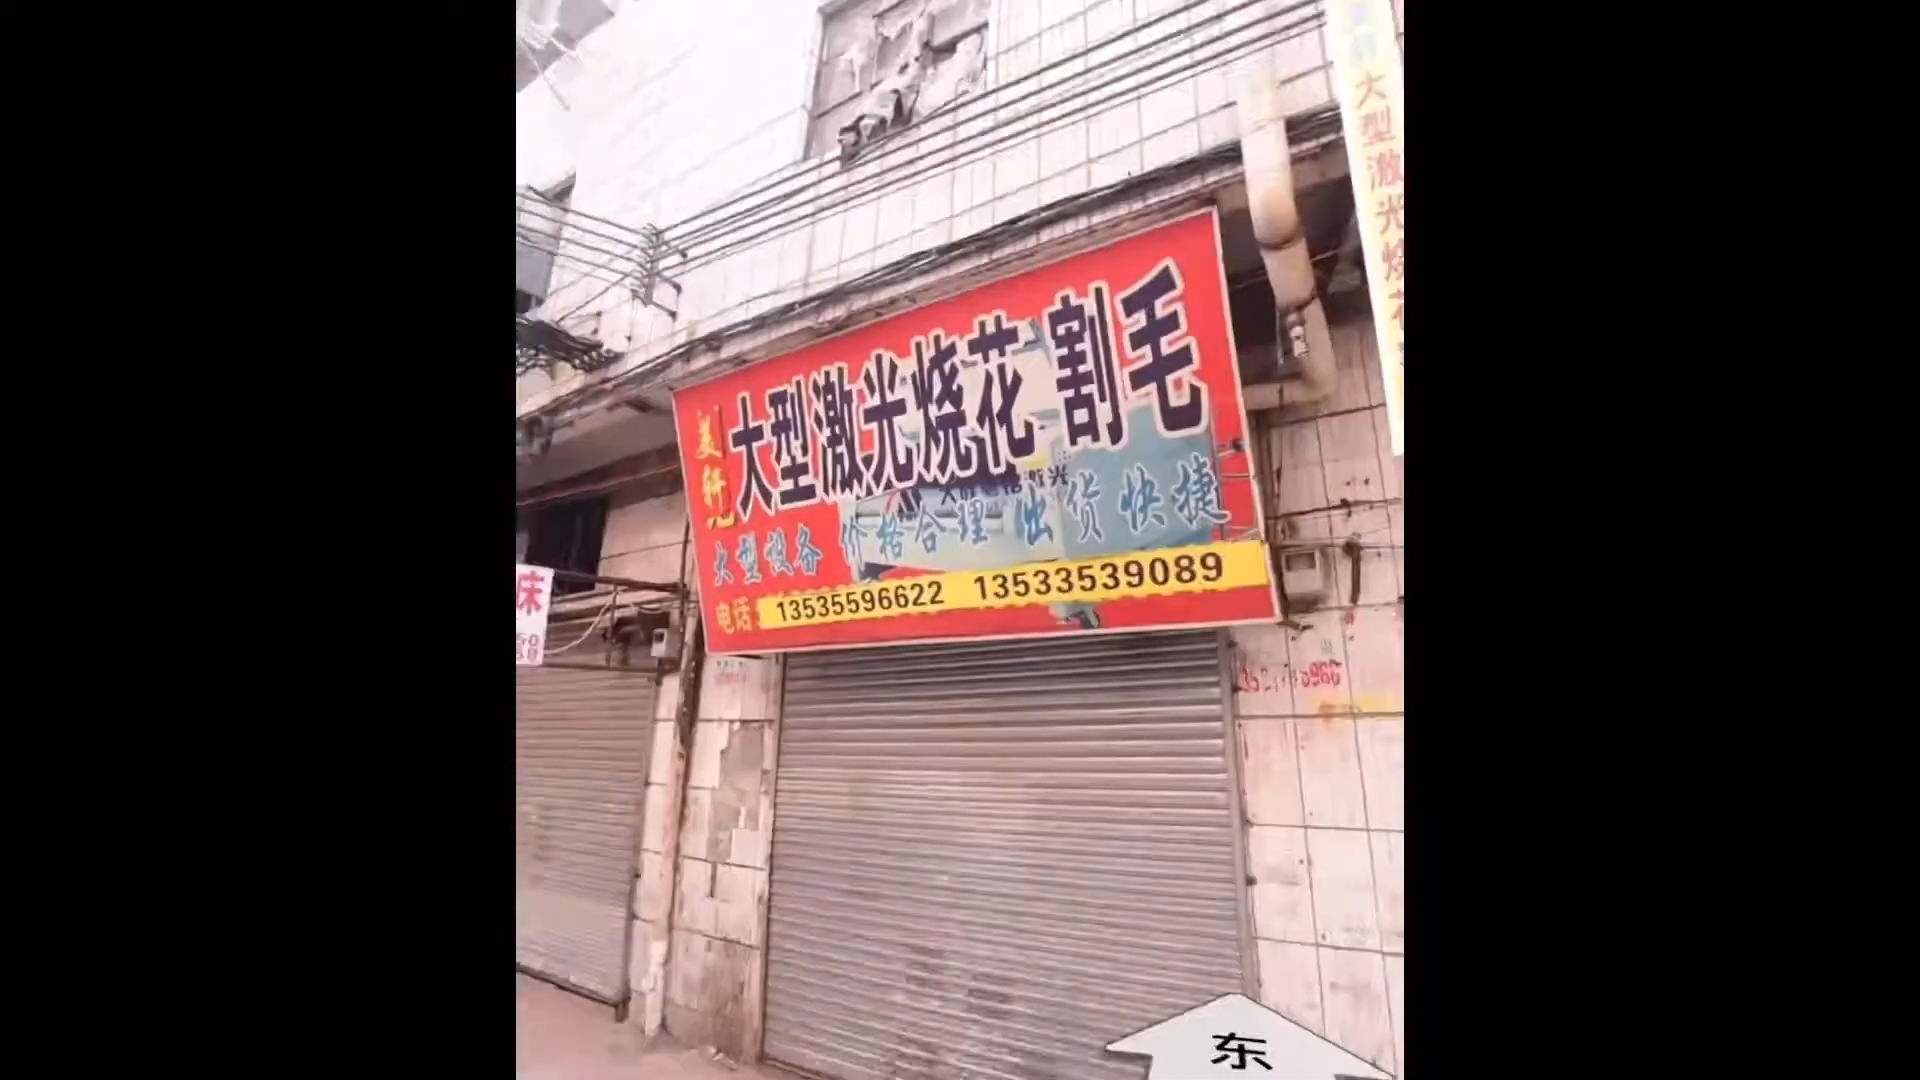 大型激光烧花
美轩
大型激光烧花 割毛
大型设备 价格合理 出货快捷
电话: 13535596622 13533539089
床
东